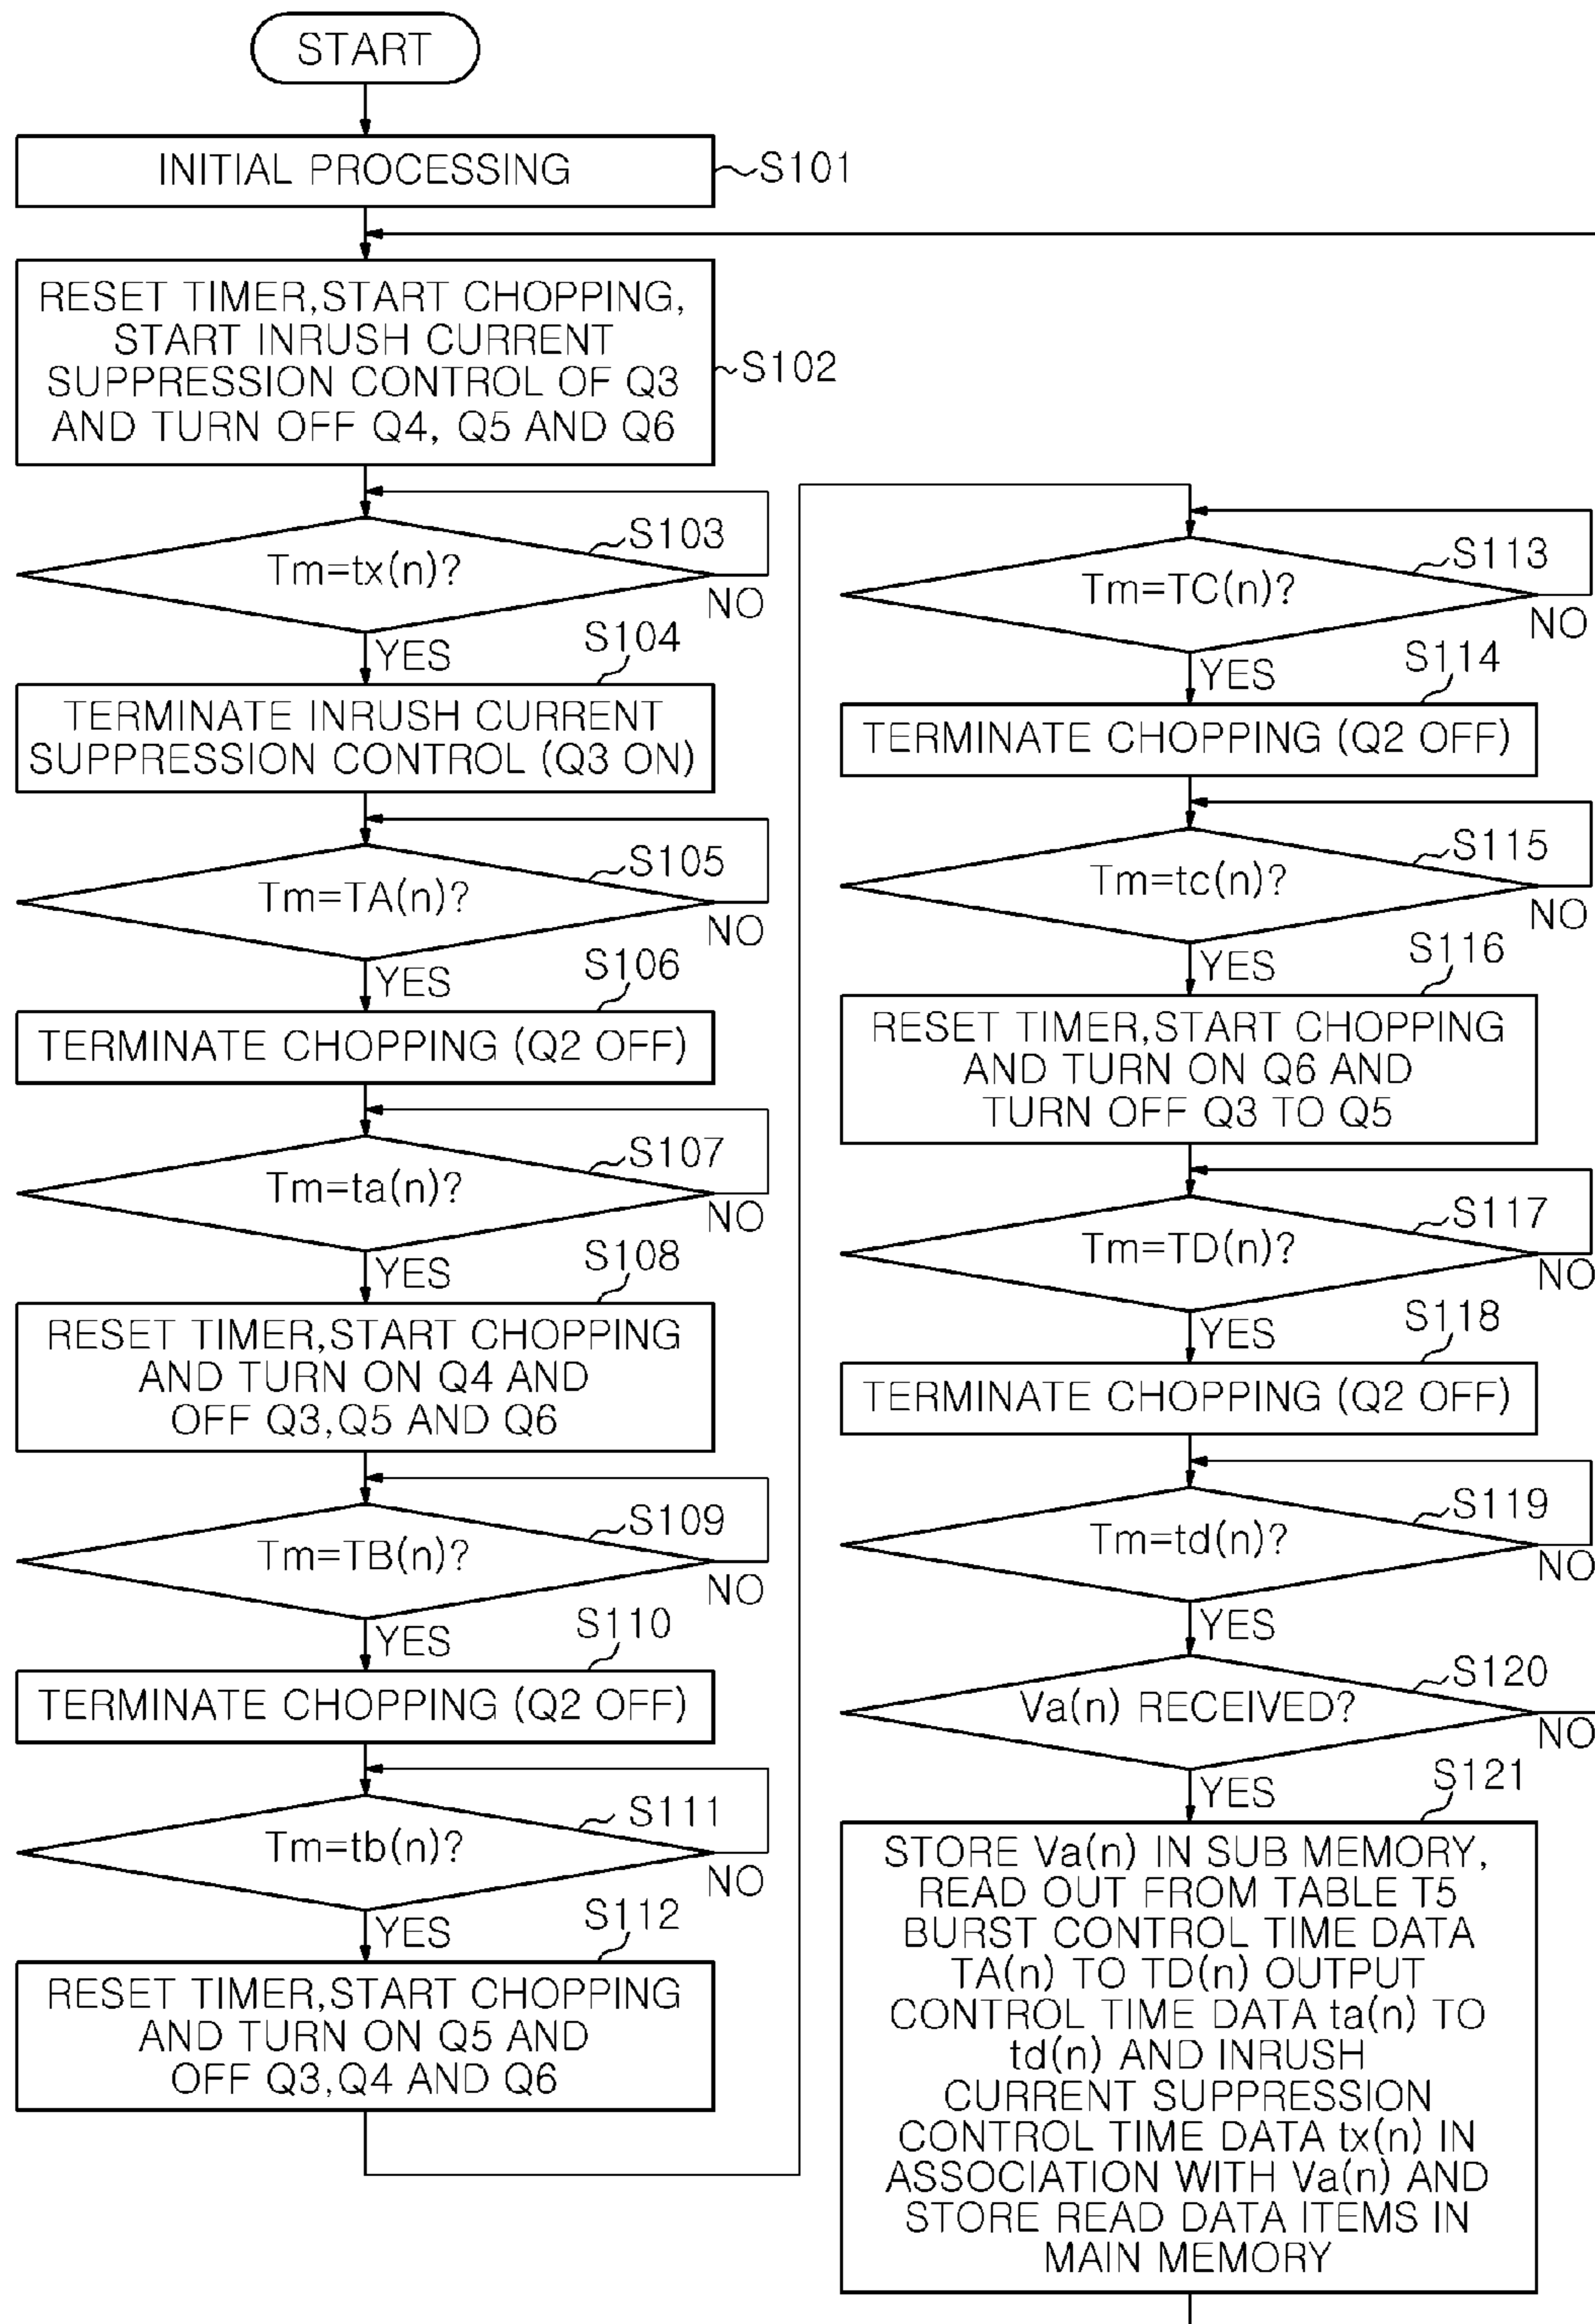 START
INITIAL PROCESSING
S101
RESET TIMER,START CHOPPING,
START INRUSH CURRENT
SUPPRESSION CONTROL OF Q3
AND TURN OFF Q4, Q5 AND Q6
S102
S103
Tm=tx(n)?
NO
YES
S104
TERMINATE INRUSH CURRENT
SUPPRESSION CONTROL (Q3 ON)
S105
Tm=TA(n)?
NO
YES
S106
TERMINATE CHOPPING (Q2 OFF)
S107
Tm=ta(n)?
NO
YES
S108
RESET TIMER,START CHOPPING
AND TURN ON Q4 AND
OFF Q3,Q5 AND Q6
S109
Tm=TB(n)?
NO
YES
S110
TERMINATE CHOPPING (Q2 OFF)
S111
Tm=tb(n)?
NO
YES
S112
RESET TIMER,START CHOPPING
AND TURN ON Q5 AND
OFF Q3,Q4 AND Q6
S113
Tm=TC(n)?
NO
YES
S114
TERMINATE CHOPPING (Q2 OFF)
S115
Tm=tc(n)?
NO
YES
S116
RESET TIMER,START CHOPPING
AND TURN ON Q6 AND
TURN OFF Q3 TO Q5
S117
Tm=TD(n)?
NO
YES
S118
TERMINATE CHOPPING (Q2 OFF)
S119
Tm=td(n)?
NO
YES
S120
Va(n) RECEIVED?
NO
YES
S121
STORE Va(n) IN SUB MEMORY,
READ OUT FROM TABLE T5
BURST CONTROL TIME DATA
TA(n) TO TD(n) OUTPUT
CONTROL TIME DATA ta(n) TO
td(n) AND INRUSH
CURRENT SUPPRESSION
CONTROL TIME DATA tx(n) IN
ASSOCIATION WITH Va(n) AND
STORE READ DATA ITEMS IN
MAIN MEMORY